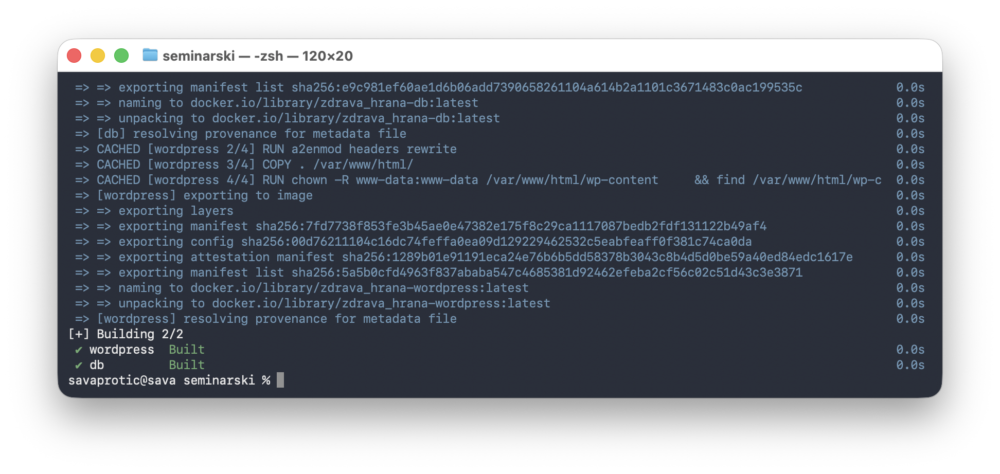 seminarski — -zsh — 120×20
=> => exporting manifest list sha256:e9c981ef60ae1d6b06add7390658261104a614b2a1101c3671483c0ac199535c 0.0s
=> => naming to docker.io/library/zdrava_hrana-db:latest 0.0s
=> => unpacking to docker.io/library/zdrava_hrana-db:latest 0.0s
=> [db] resolving provenance for metadata file 0.0s
=> CACHED [wordpress 2/4] RUN a2enmod headers rewrite 0.0s
=> CACHED [wordpress 3/4] COPY . /var/www/html/ 0.0s
=> CACHED [wordpress 4/4] RUN chown -R www-data:www-data /var/www/html/wp-content     && find /var/www/html/wp-c 0.0s
=> [wordpress] exporting to image 0.0s
=> => exporting layers 0.0s
=> => exporting manifest sha256:7fd7738f853fe3b45ae0e47382e175f8c29ca1117087bedb2fdf131122b49af4 0.0s
=> => exporting config sha256:00d76211104c16dc74feffa0ea09d129229462532c5eabfeaff0f381c74ca0da 0.0s
=> => exporting attestation manifest sha256:1289b01e91191eca24e76b6b5dd58378b3043c8b4d5d0be59a40ed84edc1617e 0.0s
=> => exporting manifest list sha256:5a5b0cfd4963f837ababa547c4685381d92462efeba2cf56c02c51d43c3e3871 0.0s
=> => naming to docker.io/library/zdrava_hrana-wordpress:latest 0.0s
=> => unpacking to docker.io/library/zdrava_hrana-wordpress:latest 0.0s
=> [wordpress] resolving provenance for metadata file 0.0s
[+] Building 2/2
✔ wordpress  Built 0.0s
✔ db         Built 0.0s
savaprotic@sava seminarski %